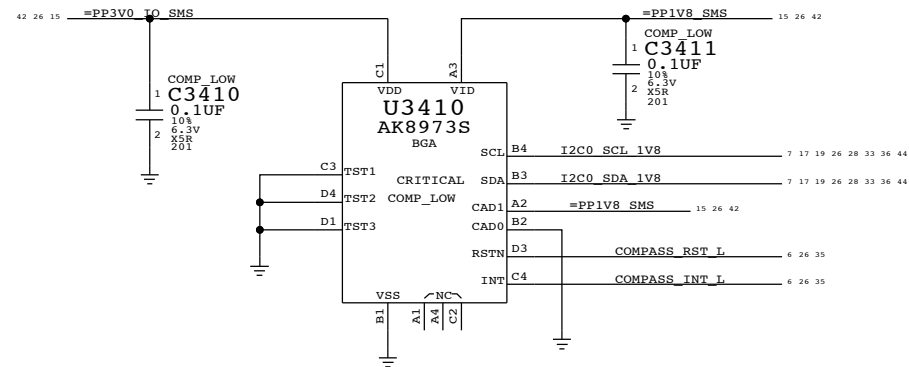 42 26 15
=PP3V0_IO_SMS
=PP1V8_SMS
15 26 42
COMP_LOW
1 C3411
0.1UF
10%
2 6.3V
X5R
201
C1
A3
COMP_LOW
1 C3410
0.1UF
10%
2 6.3V
X5R
201
VDD
VID
U3410
AK8973S
BGA
CRITICAL
COMP_LOW
C3 TST1
D4 TST2
D1 TST3
SCL B4 I2C0_SCL_1V8 7 17 19 26 28 33 36 44
SDA B3 I2C0_SDA_1V8 7 17 19 26 28 33 36 44
CAD1 A2 =PP1V8_SMS 15 26 42
CAD0 B2
RSTN D3 COMPASS_RST_L 6 26 35
INT C4 COMPASS_INT_L 6 26 35
VSS NC
B1 A1 A4 C2